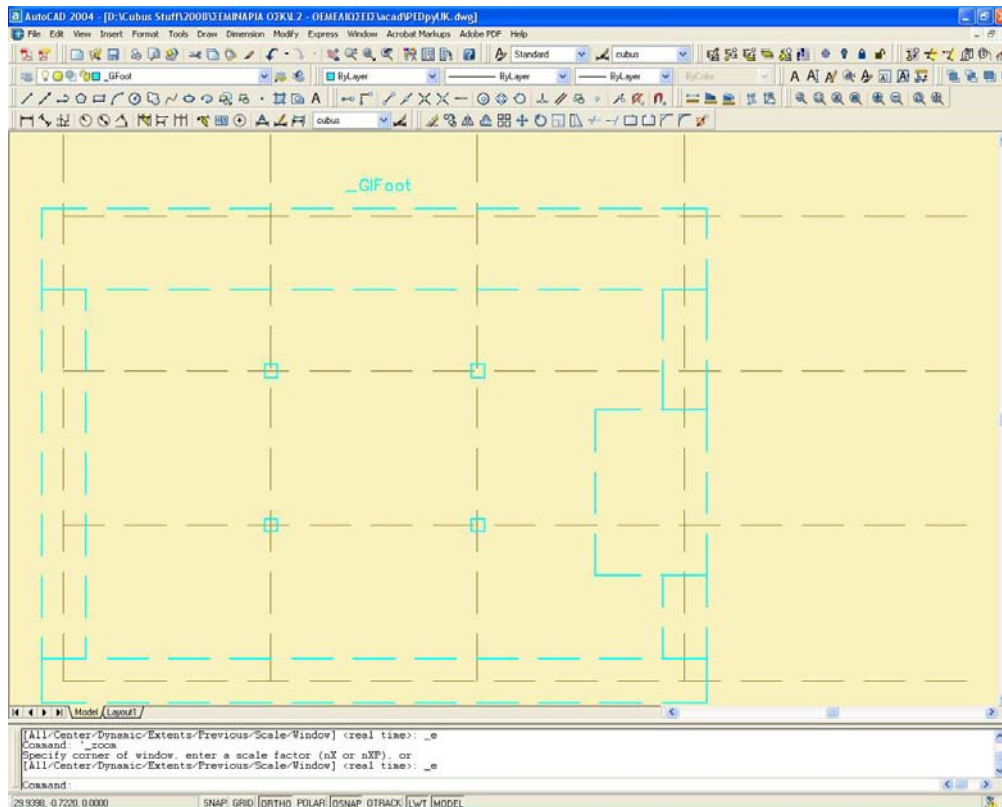 AutoCAD 2004 - [D:\Cubus Stuff\2008\ΣΕΜΙΝΑΡΙΑ ΟΣΚ\L2 - ΘΕΜΕΛΙΩΣΕΙΣ\acad\PEDpyUK.dwg]
File Edit View Insert Format Tools Draw Dimension Modify Express Window Acrobat Markups Adobe PDF Help
Standard cubus
_GFoot ByLayer ByLayer ByLayer ByColor
cubus
_GIFoot
Model Layout1
[All/Center/Dynamic/Extents/Previous/Scale/Window] <real time>: _e
Command: '_zoom
Specify corner of window, enter a scale factor (nX or nXP), or
[All/Center/Dynamic/Extents/Previous/Scale/Window] <real time>: _e
Command:
29.9398, -0.7220, 0.0000 SNAP GRID ORTHO POLAR OSNAP OTRACK LWT MODEL